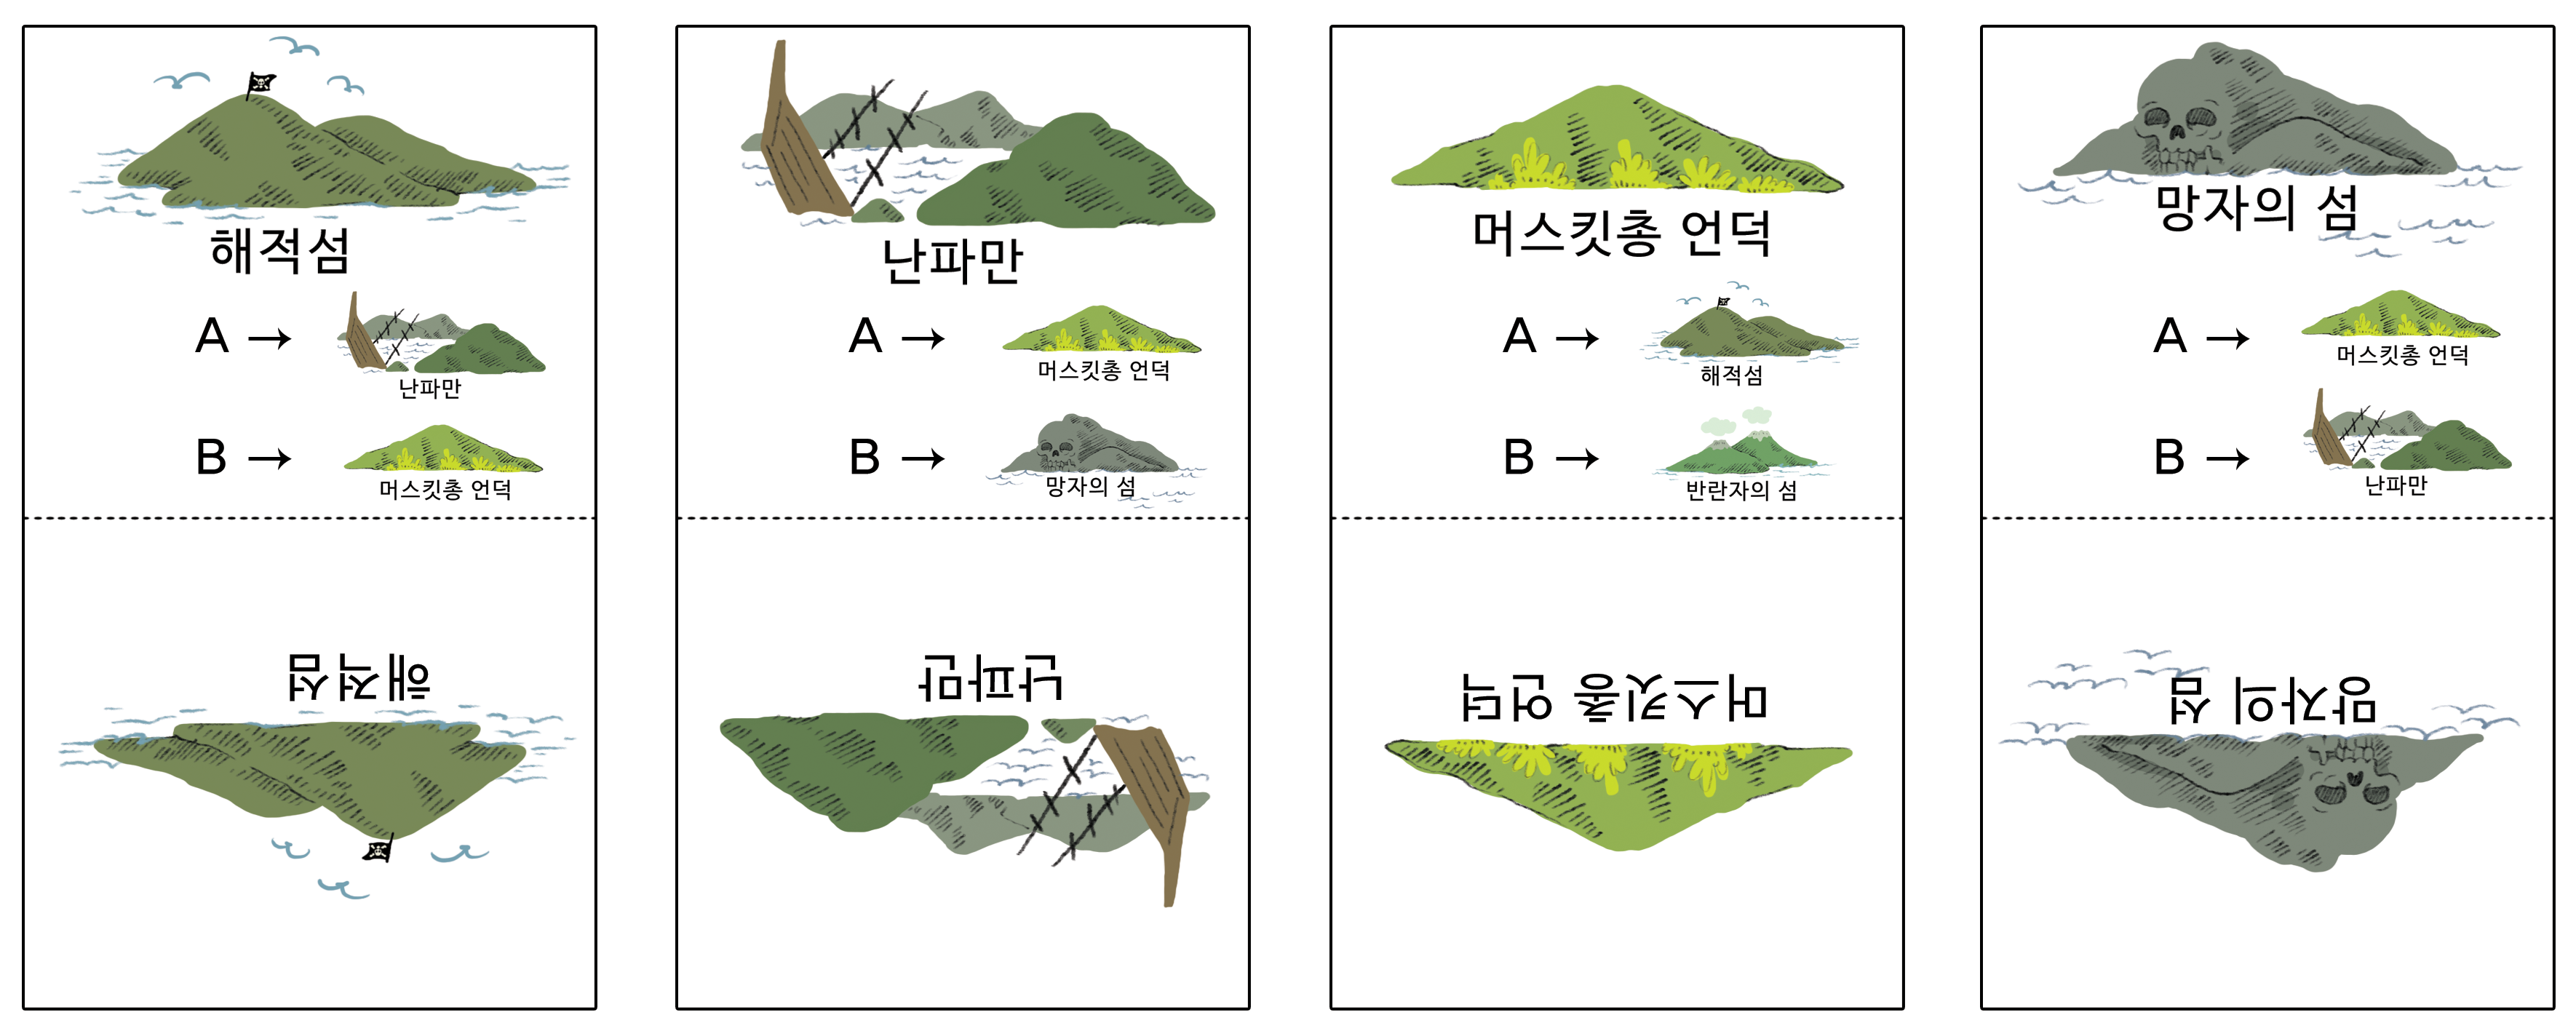 해적섬
A → 난파만
B → 머스킷총 언덕
해적섬
난파만
A → 머스킷총 언덕
B → 망자의 섬
난파만
머스킷총 언덕
A → 해적섬
B → 반란자의 섬
머스킷총 언덕
망자의 섬
A → 머스킷총 언덕
B → 난파만
망자의 섬